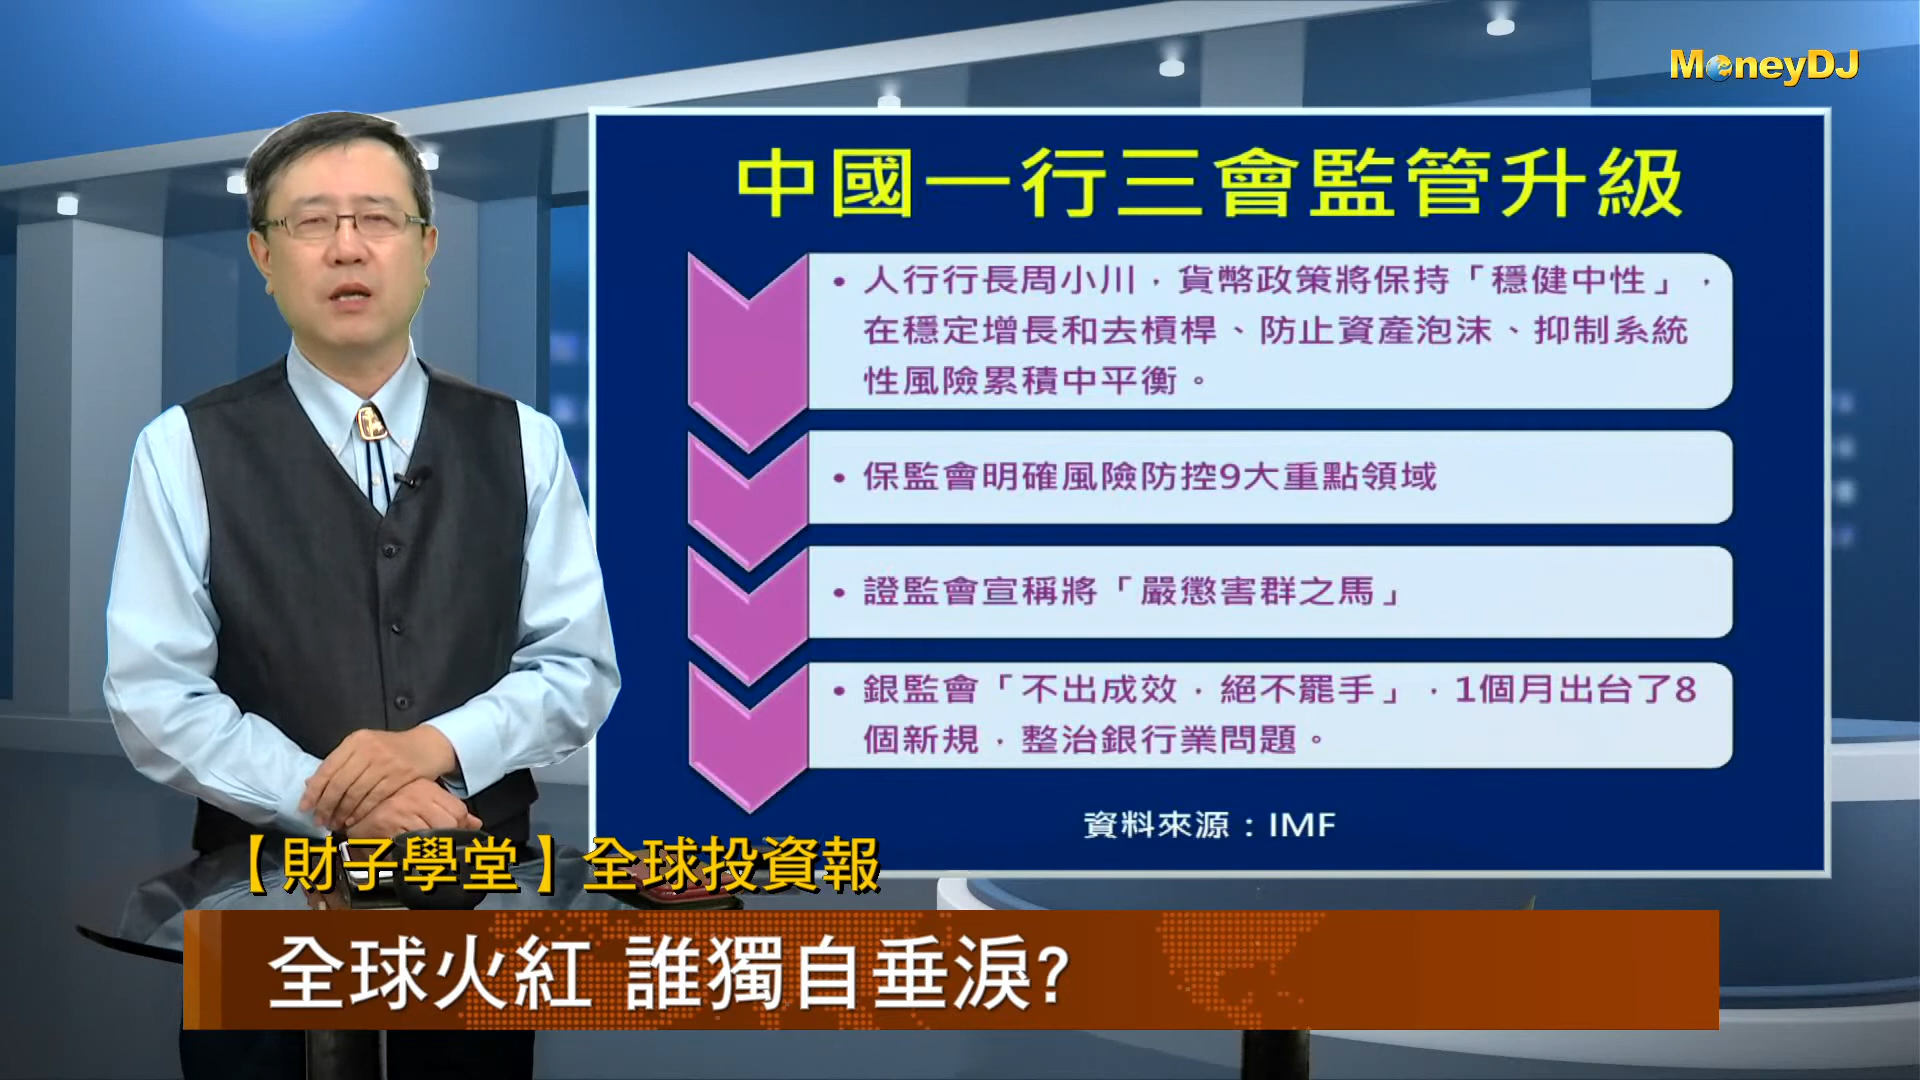 MoneyDJ
中國一行三會監管升級
• 人行行長周小川，貨幣政策將保持「穩健中性」，
在穩定增長和去槓桿、防止資產泡沫、抑制系統
性風險累積中平衡。
• 保監會明確風險防控9大重點領域
• 證監會宣稱將「嚴懲害群之馬」
• 銀監會「不出成效，絕不罷手」，1個月出台了8
個新規，整治銀行業問題。
資料來源：IMF
【財子學堂】全球投資報
全球火紅 誰獨自垂淚?